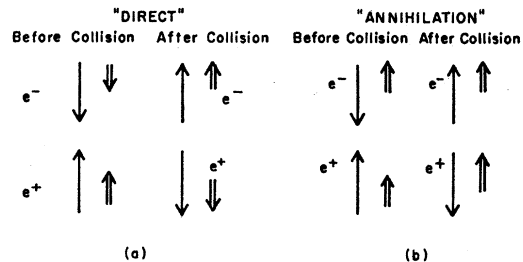 "DIRECT"
Before Collision After Collision
e⁻
e⁻
e⁺
e⁺
(a)
"ANNIHILATION"
Before Collision After Collision
e⁻
e⁻
e⁺
e⁺
(b)